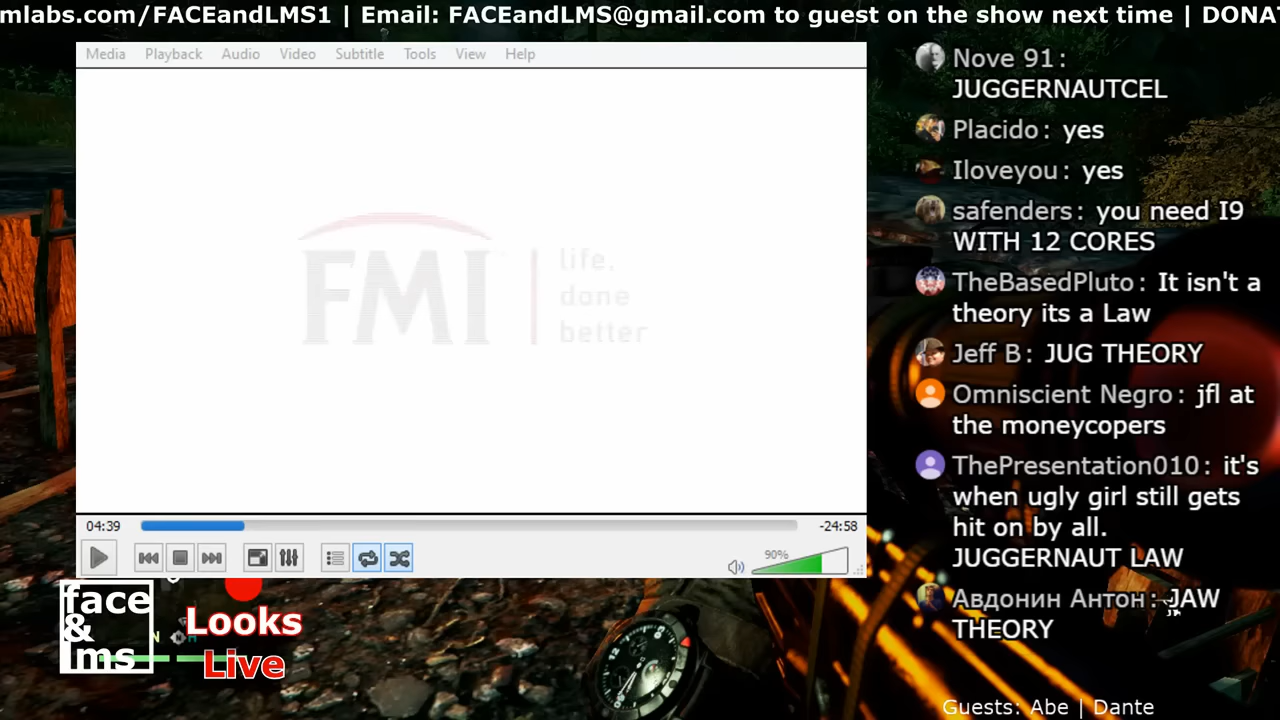 mlabs.com/FACEandLMS1 | Email: FACEandLMS@gmail.com to guest on the show next time | DONA
Media Playback Audio Video Subtitle Tools View Help
FMI
life.
done
better
04:39
-24:58
90%
face
&
lms
Looks
Live
N
Nove 91:
JUGGERNAUTCEL
Placido: yes
Iloveyou: yes
safenders: you need I9
WITH 12 CORES
TheBasedPluto: It isn't a
theory its a Law
Jeff B: JUG THEORY
Omniscient Negro: jfl at
the moneycopers
ThePresentation010: it's
when ugly girl still gets
hit on by all.
JUGGERNAUT LAW
Авдонин Антон: JAW
THEORY
Guests: Abe | Dante